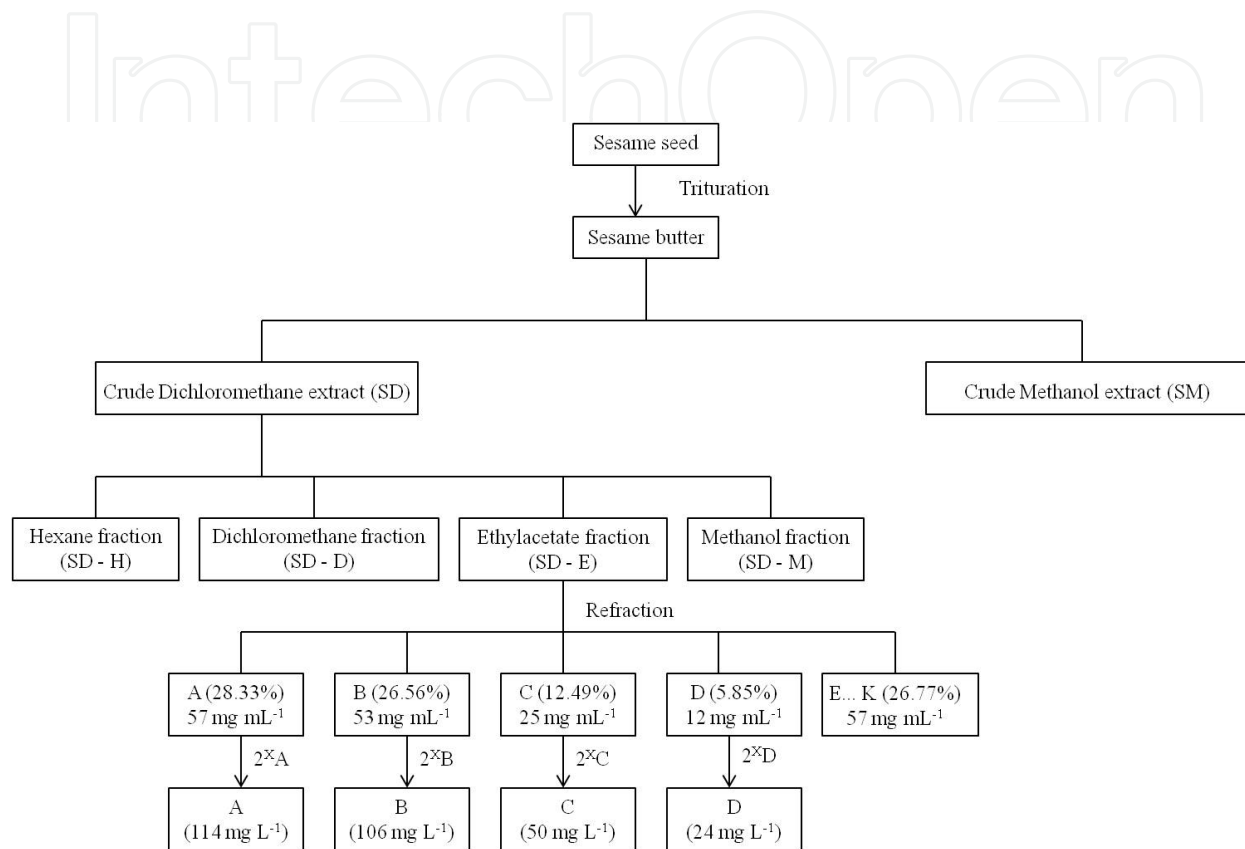 IntechOpen
Sesame seed
Trituration
Sesame butter
Crude Dichloromethane extract (SD)
Crude Methanol extract (SM)
Hexane fraction
(SD - H)
Dichloromethane fraction
(SD - D)
Ethylacetate fraction
(SD - E)
Methanol fraction
(SD - M)
Refraction
A (28.33%)
57 mg mL⁻¹
B (26.56%)
53 mg mL⁻¹
C (12.49%)
25 mg mL⁻¹
D (5.85%)
12 mg mL⁻¹
E... K (26.77%)
57 mg mL⁻¹
2ˣA
2ˣB
2ˣC
2ˣD
A
(114 mg L⁻¹)
B
(106 mg L⁻¹)
C
(50 mg L⁻¹)
D
(24 mg L⁻¹)